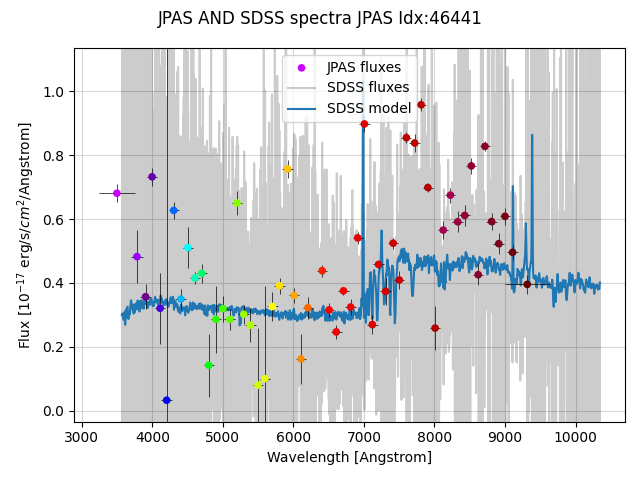 JPAS AND SDSS spectra JPAS Idx:46441
JPAS fluxes
SDSS fluxes
SDSS model
Flux [10⁻¹⁷ erg/s/cm²/Angstrom]
1.0
0.8
0.6
0.4
0.2
0.0
3000 4000 5000 6000 7000 8000 9000 10000
Wavelength [Angstrom]